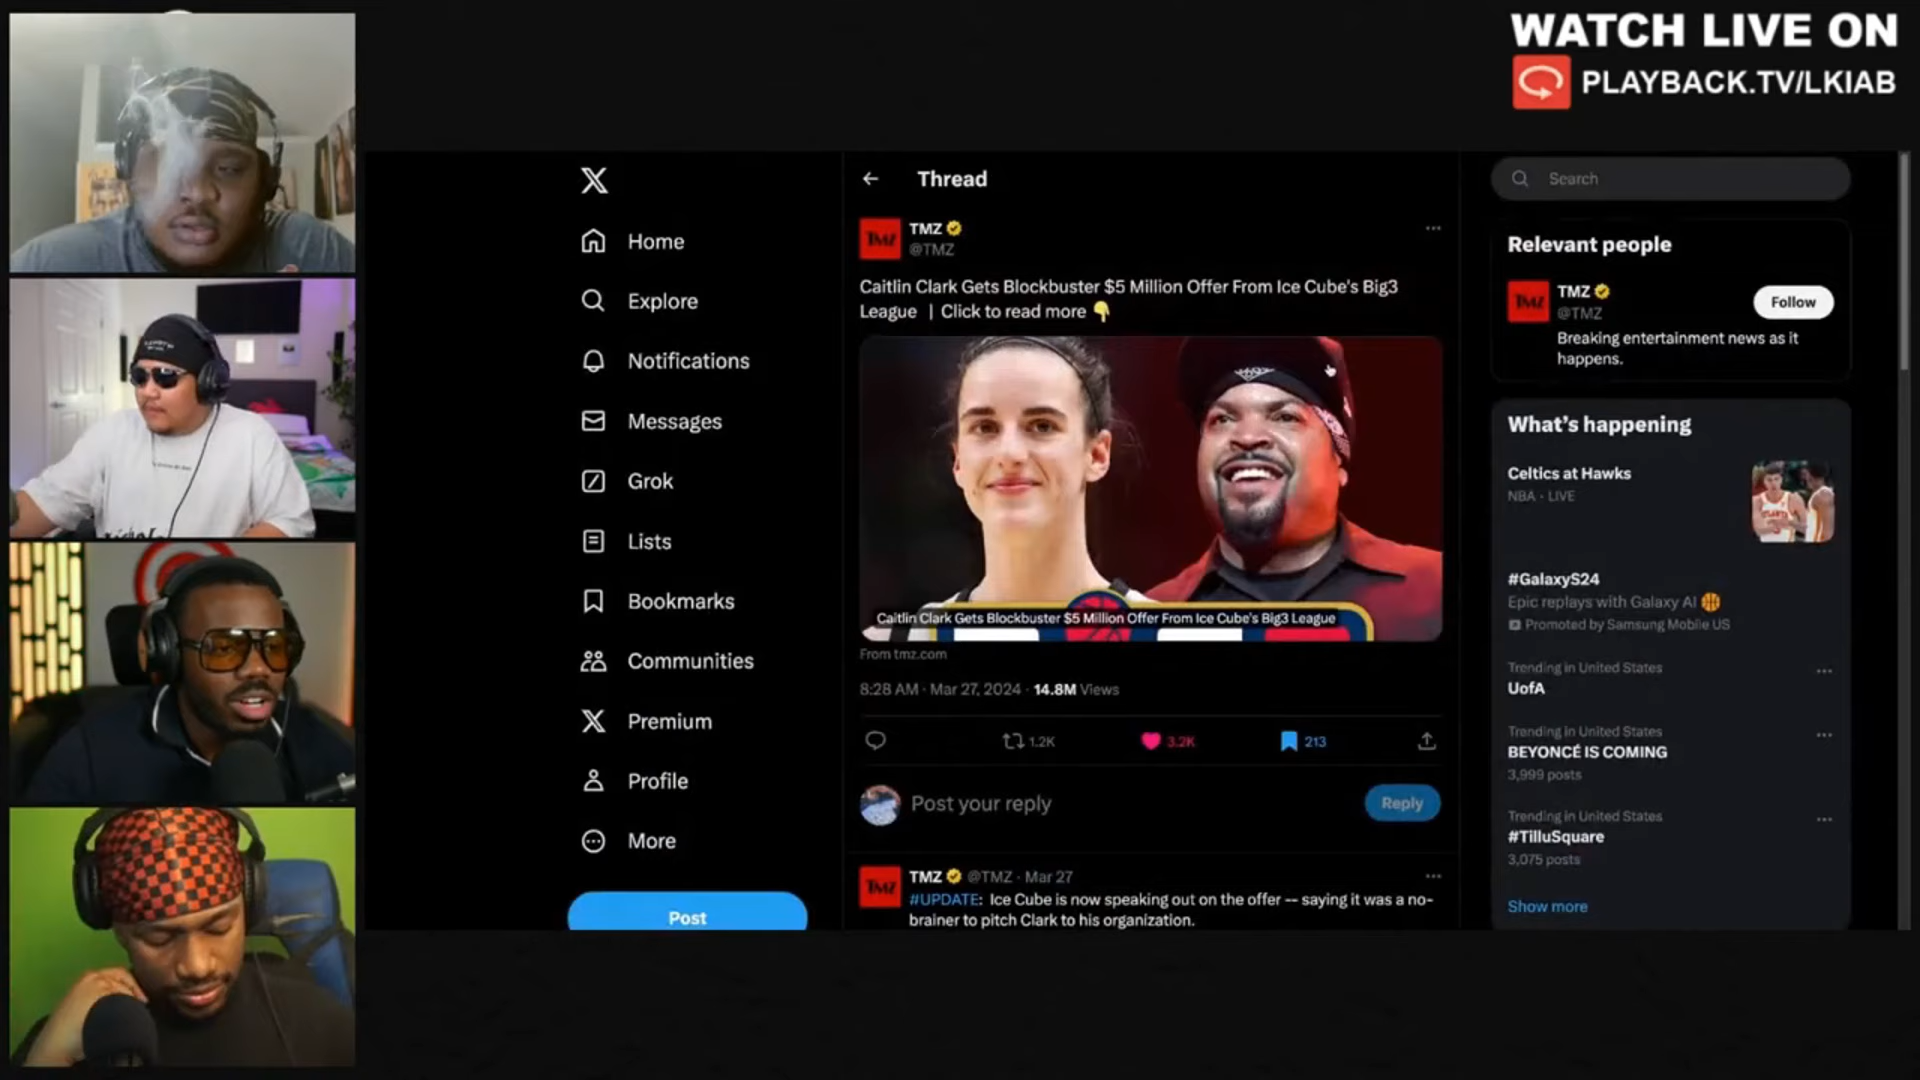 WATCH LIVE ON
PLAYBACK.TV/LKIAB
Home
Explore
Notifications
Messages
Grok
Lists
Bookmarks
Communities
Premium
Profile
More
Post
Thread
TMZ
TMZ
@TMZ
Caitlin Clark Gets Blockbuster $5 Million Offer From Ice Cube's Big3
League | Click to read more 👇
Caitlin Clark Gets Blockbuster $5 Million Offer From Ice Cube's Big3 League
From tmz.com
8:28 AM · Mar 27, 2024 · 14.8M Views
1.2K
3.2K
213
Post your reply
Reply
TMZ
TMZ @TMZ · Mar 27
#UPDATE: Ice Cube is now speaking out on the offer -- saying it was a no-
brainer to pitch Clark to his organization.
Search
Relevant people
TMZ
TMZ
@TMZ
Follow
Breaking entertainment news as it
happens.
What's happening
Celtics at Hawks
NBA · LIVE
#GalaxyS24
Epic replays with Galaxy AI 🏀
Promoted by Samsung Mobile US
Trending in United States
UofA
Trending in United States
BEYONCÉ IS COMING
3,999 posts
Trending in United States
#TilluSquare
3,075 posts
Show more